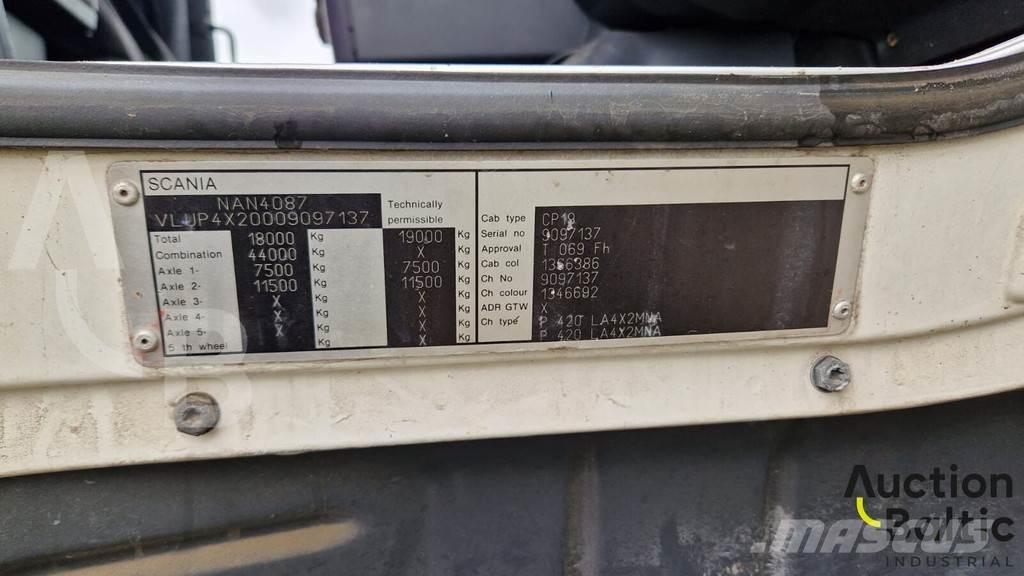 SCANIA
NAN4087
VLUP4X20009097137
Technically
permissible
Total 18000 Kg 19000 Kg
Combination 44000 Kg X Kg
Axle 1- 7500 Kg 7500 Kg
Axle 2- 11500 Kg 11500 Kg
Axle 3- X Kg X Kg
Axle 4- X Kg X Kg
Axle 5- X Kg X Kg
5 th wheel X Kg X Kg
Cab type CP19
Serial no 9097137
Approval T 069 Fh
Cab col 1366386
Ch No 9097137
Ch colour 1346692
ADR GTW X
Ch type P 420 LA4X2MNA
P 420 LA4X2MNA
Auction
Baltic
INDUSTRIAL
MASCUS